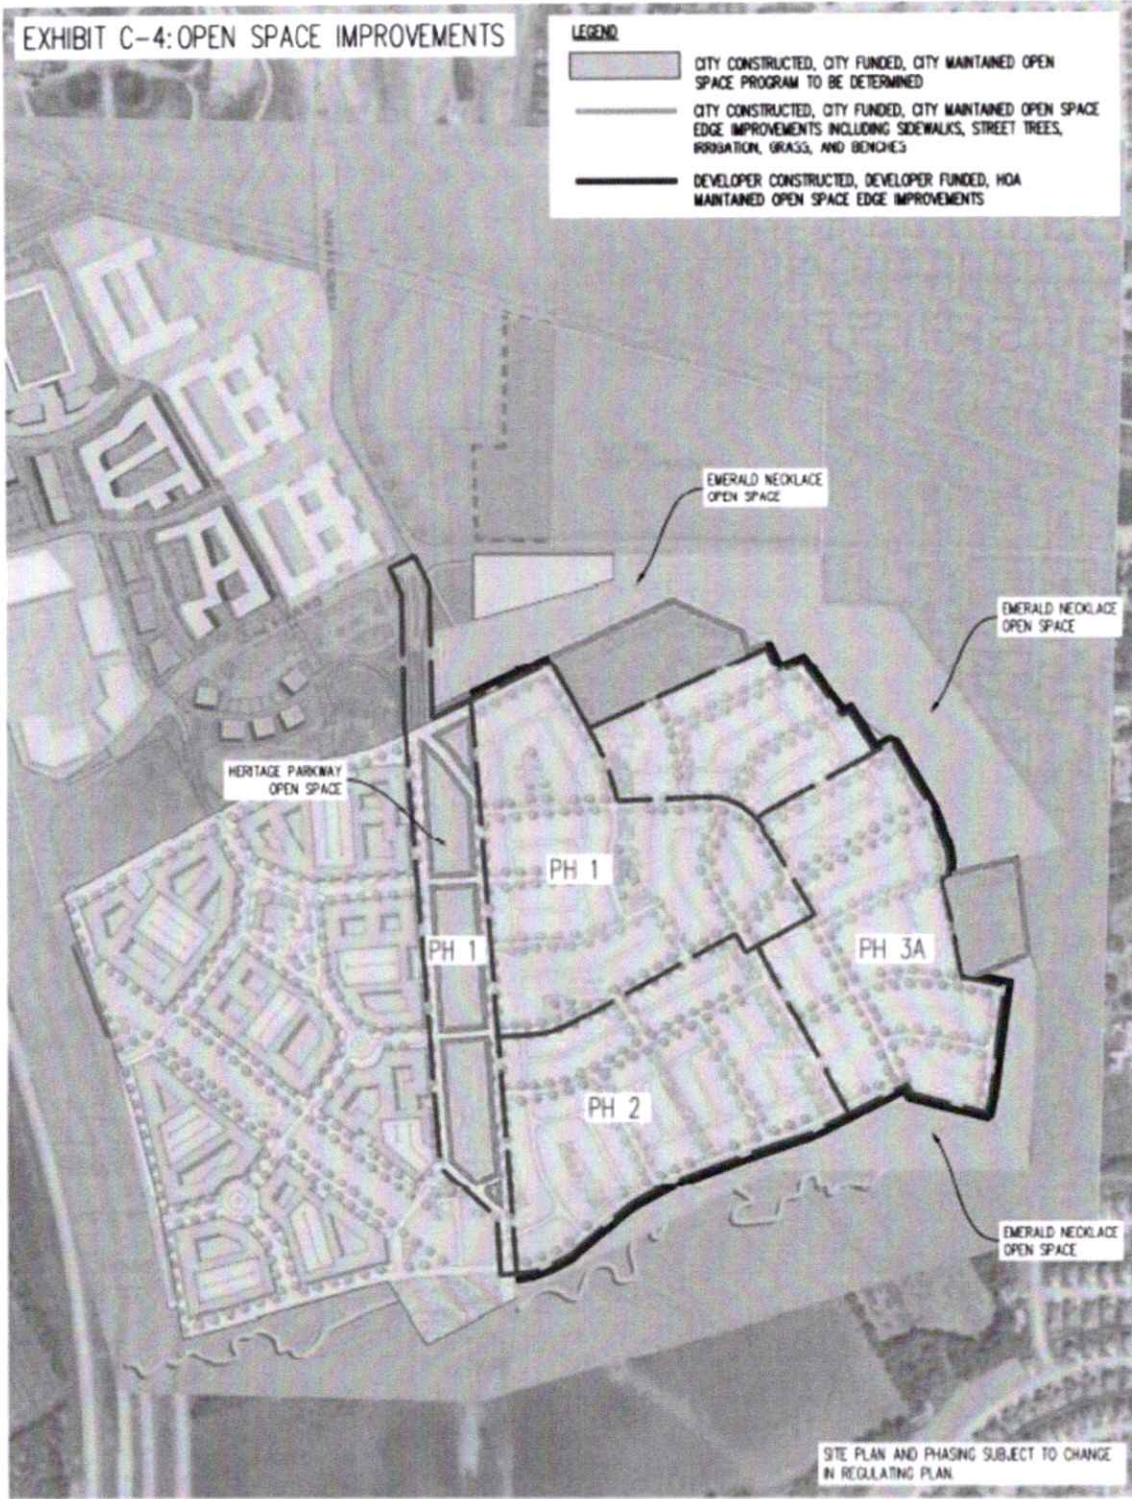 EXHIBIT C-4: OPEN SPACE IMPROVEMENTS
LEGEND
CITY CONSTRUCTED, CITY FUNDED, CITY MAINTAINED OPEN
SPACE PROGRAM TO BE DETERMINED
CITY CONSTRUCTED, CITY FUNDED, CITY MAINTAINED OPEN SPACE
EDGE IMPROVEMENTS INCLUDING SIDEWALKS, STREET TREES,
IRRIGATION, GRASS, AND BENCHES
DEVELOPER CONSTRUCTED, DEVELOPER FUNDED, HOA
MAINTAINED OPEN SPACE EDGE IMPROVEMENTS
EMERALD NECKLACE
OPEN SPACE
EMERALD NECKLACE
OPEN SPACE
HERITAGE PARKWAY
OPEN SPACE
PH 1
PH 1
PH 3A
PH 2
EMERALD NECKLACE
OPEN SPACE
SITE PLAN AND PHASING SUBJECT TO CHANGE
IN REGULATING PLAN.